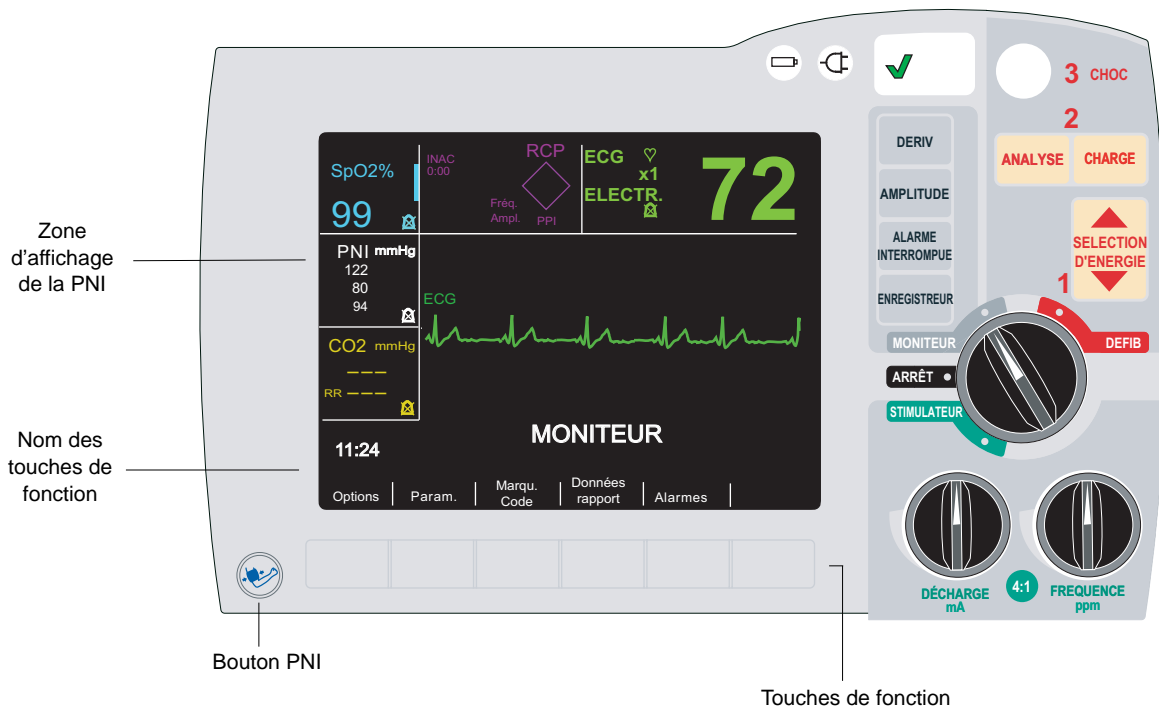 3 CHOC
2
ANALYSE
CHARGE
SELECTION
D'ENERGIE
1
DERIV
AMPLITUDE
ALARME
INTERROMPUE
ENREGISTREUR
MONITEUR
DEFIB
ARRÊT
STIMULATEUR
DÉCHARGE
mA
4:1
FREQUENCE
ppm
SpO2%
99
INAC
0:00
RCP
Fréq.
Ampl.
PPI
ECG
x1
ELECTR.
72
PNI mmHg
122
80
94
ECG
CO2 mmHg
---
RR ---
11:24
MONITEUR
Options
Param.
Marqu.
Code
Données
rapport
Alarmes
Zone
d'affichage
de la PNI
Nom des
touches de
fonction
Bouton PNI
Touches de fonction